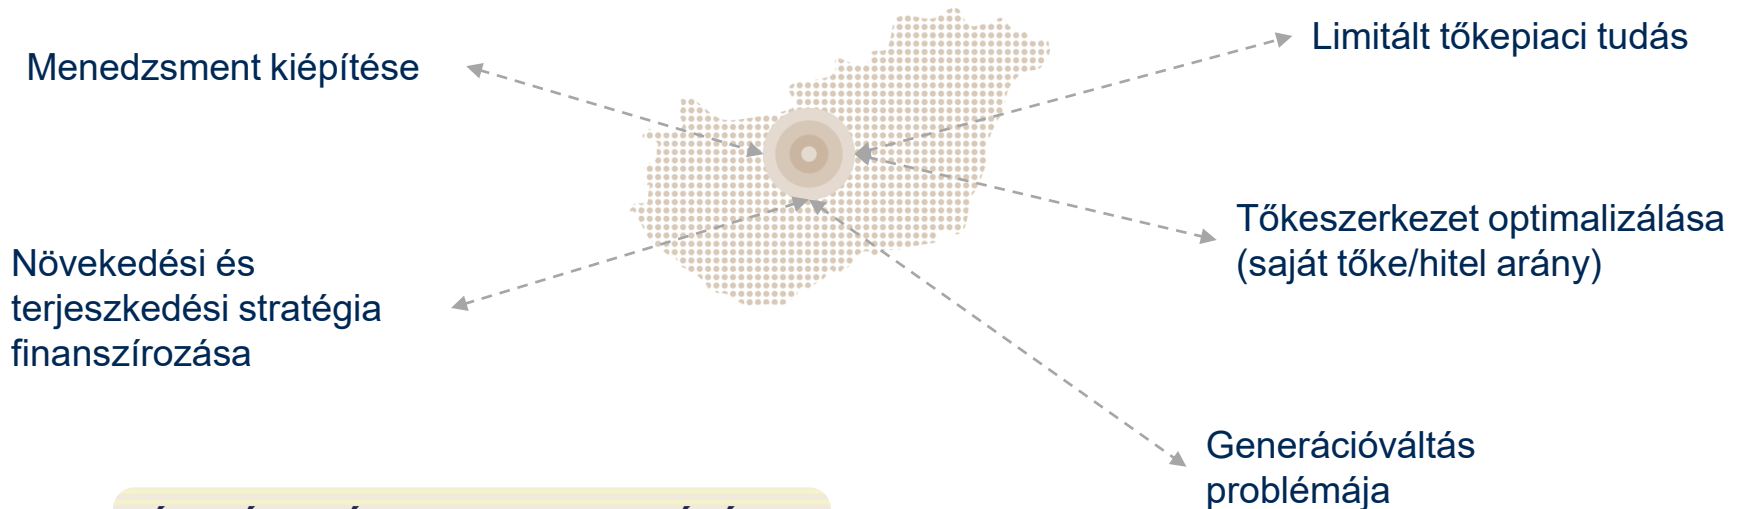 Menedzsment kiépítése
Limitált tőkepiaci tudás
Növekedési és
terjeszkedési stratégia
finanszírozása
Tőkeszerkezet optimalizálása
(saját tőke/hitel arány)
Generációváltás
problémája